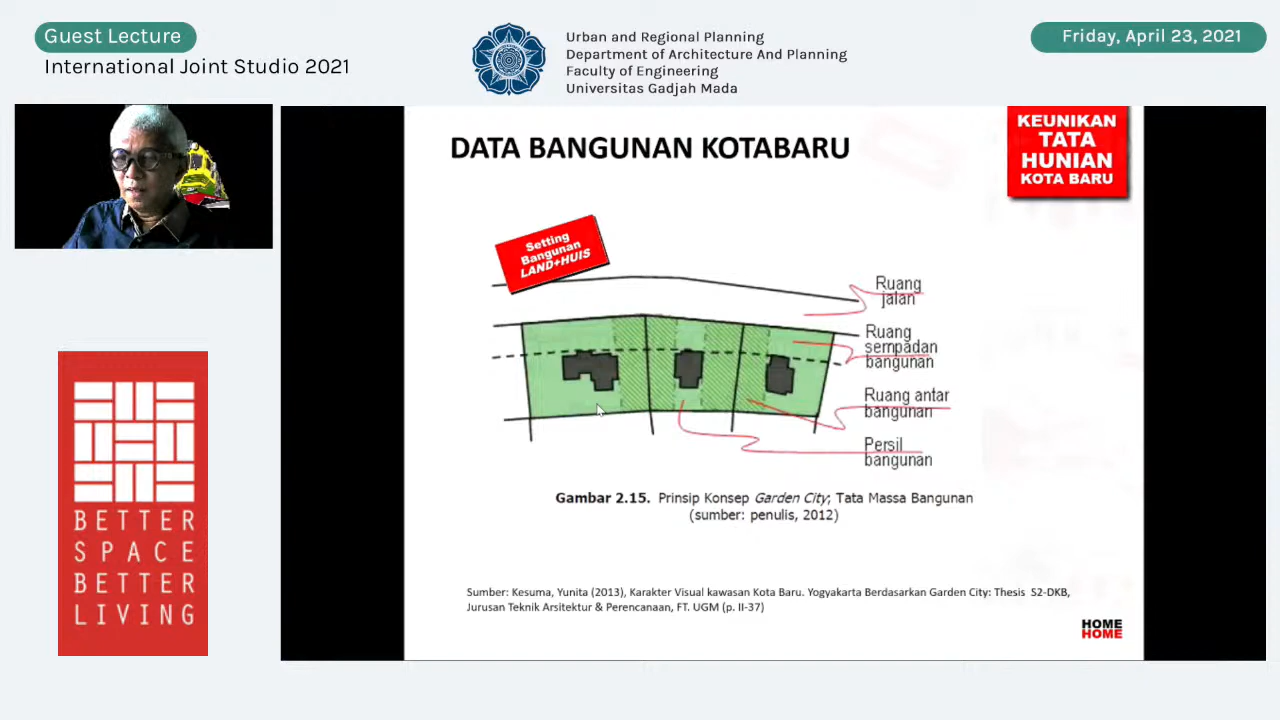 Guest Lecture
International Joint Studio 2021
Urban and Regional Planning
Department of Architecture And Planning
Faculty of Engineering
Universitas Gadjah Mada
Friday, April 23, 2021
DATA BANGUNAN KOTABARU
KEUNIKAN
TATA
HUNIAN
KOTA BARU
Setting
Bangunan
LAND+HUIS
Ruang
jalan
Ruang
sempadan
bangunan
Ruang antar
bangunan
Persil
bangunan
Gambar 2.15. Prinsip Konsep Garden City; Tata Massa Bangunan
(sumber: penulis, 2012)
Sumber: Kesuma, Yunita (2013), Karakter Visual kawasan Kota Baru. Yogyakarta Berdasarkan Garden City: Thesis S2-DKB,
Jurusan Teknik Arsitektur & Perencanaan, FT. UGM (p. II-37)
HOME
HOME
BETTER
SPACE
BETTER
LIVING